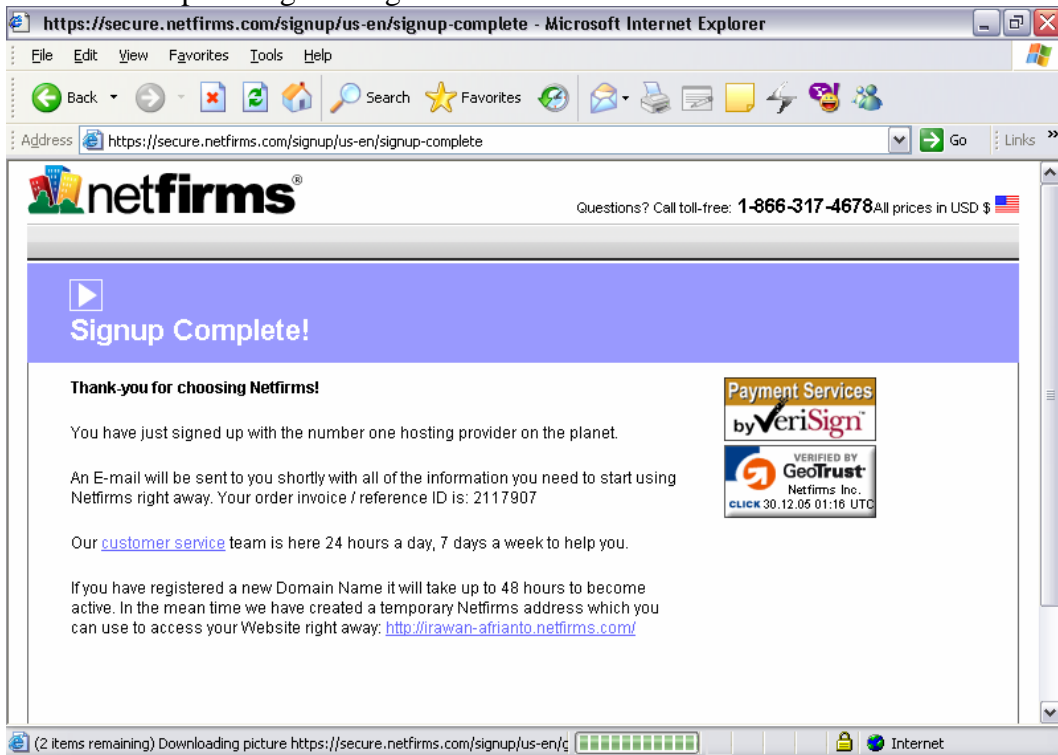 https://secure.netfirms.com/signup/us-en/signup-complete - Microsoft Internet Explorer
File Edit View Favorites Tools Help
Back Search Favorites
Address https://secure.netfirms.com/signup/us-en/signup-complete Go Links »
netfirms®
Questions? Call toll-free: 1-866-317-4678 All prices in USD $
Signup Complete!
Thank-you for choosing Netfirms!
You have just signed up with the number one hosting provider on the planet.
An E-mail will be sent to you shortly with all of the information you need to start using
Netfirms right away. Your order invoice / reference ID is: 2117907
Our customer service team is here 24 hours a day, 7 days a week to help you.
If you have registered a new Domain Name it will take up to 48 hours to become
active. In the mean time we have created a temporary Netfirms address which you
can use to access your Website right away: http://irawan-afrianto.netfirms.com/
Payment Services
by VeriSign
VERIFIED BY
GeoTrust
Netfirms Inc.
CLICK 30.12.05 01:16 UTC
(2 items remaining) Downloading picture https://secure.netfirms.com/signup/us-en/g Internet